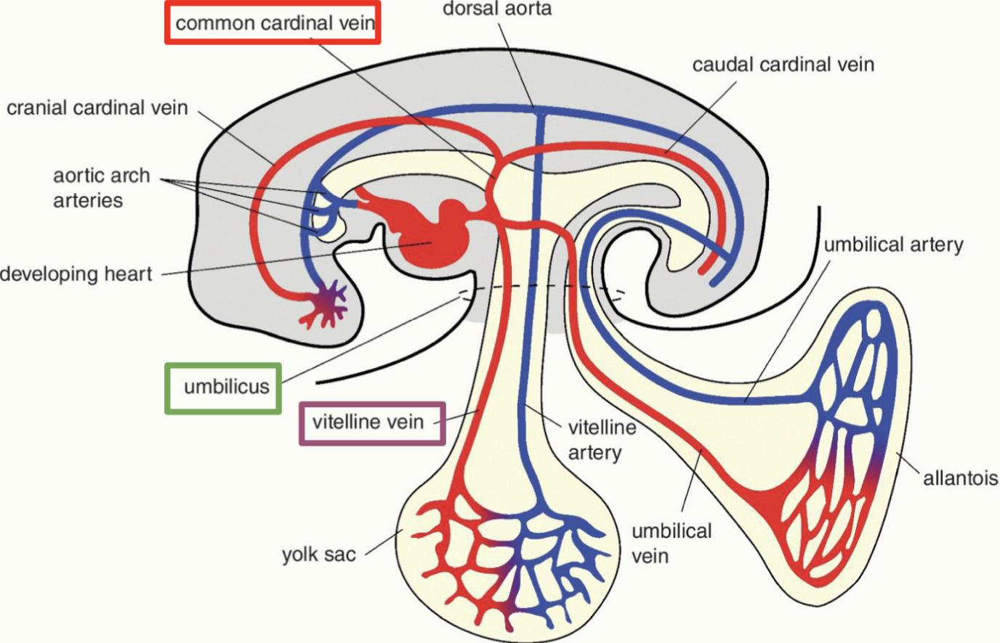 dorsal aorta
common cardinal vein
caudal cardinal vein
cranial cardinal vein
aortic arch
arteries
umbilical artery
developing heart
umbilicus
vitelline vein
vitelline
artery
allantois
umbilical
vein
yolk sac